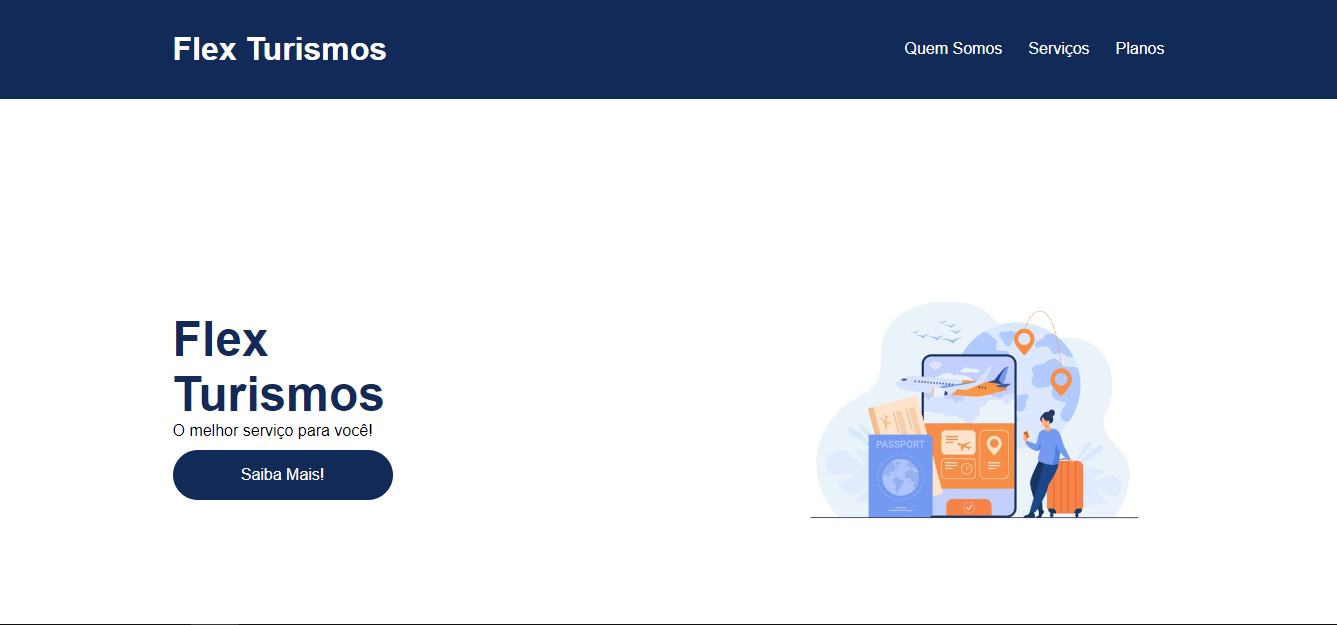 Flex Turismos
Quem Somos Serviços Planos
Flex
Turismos
O melhor serviço para você!
Saiba Mais!
PASSPORT